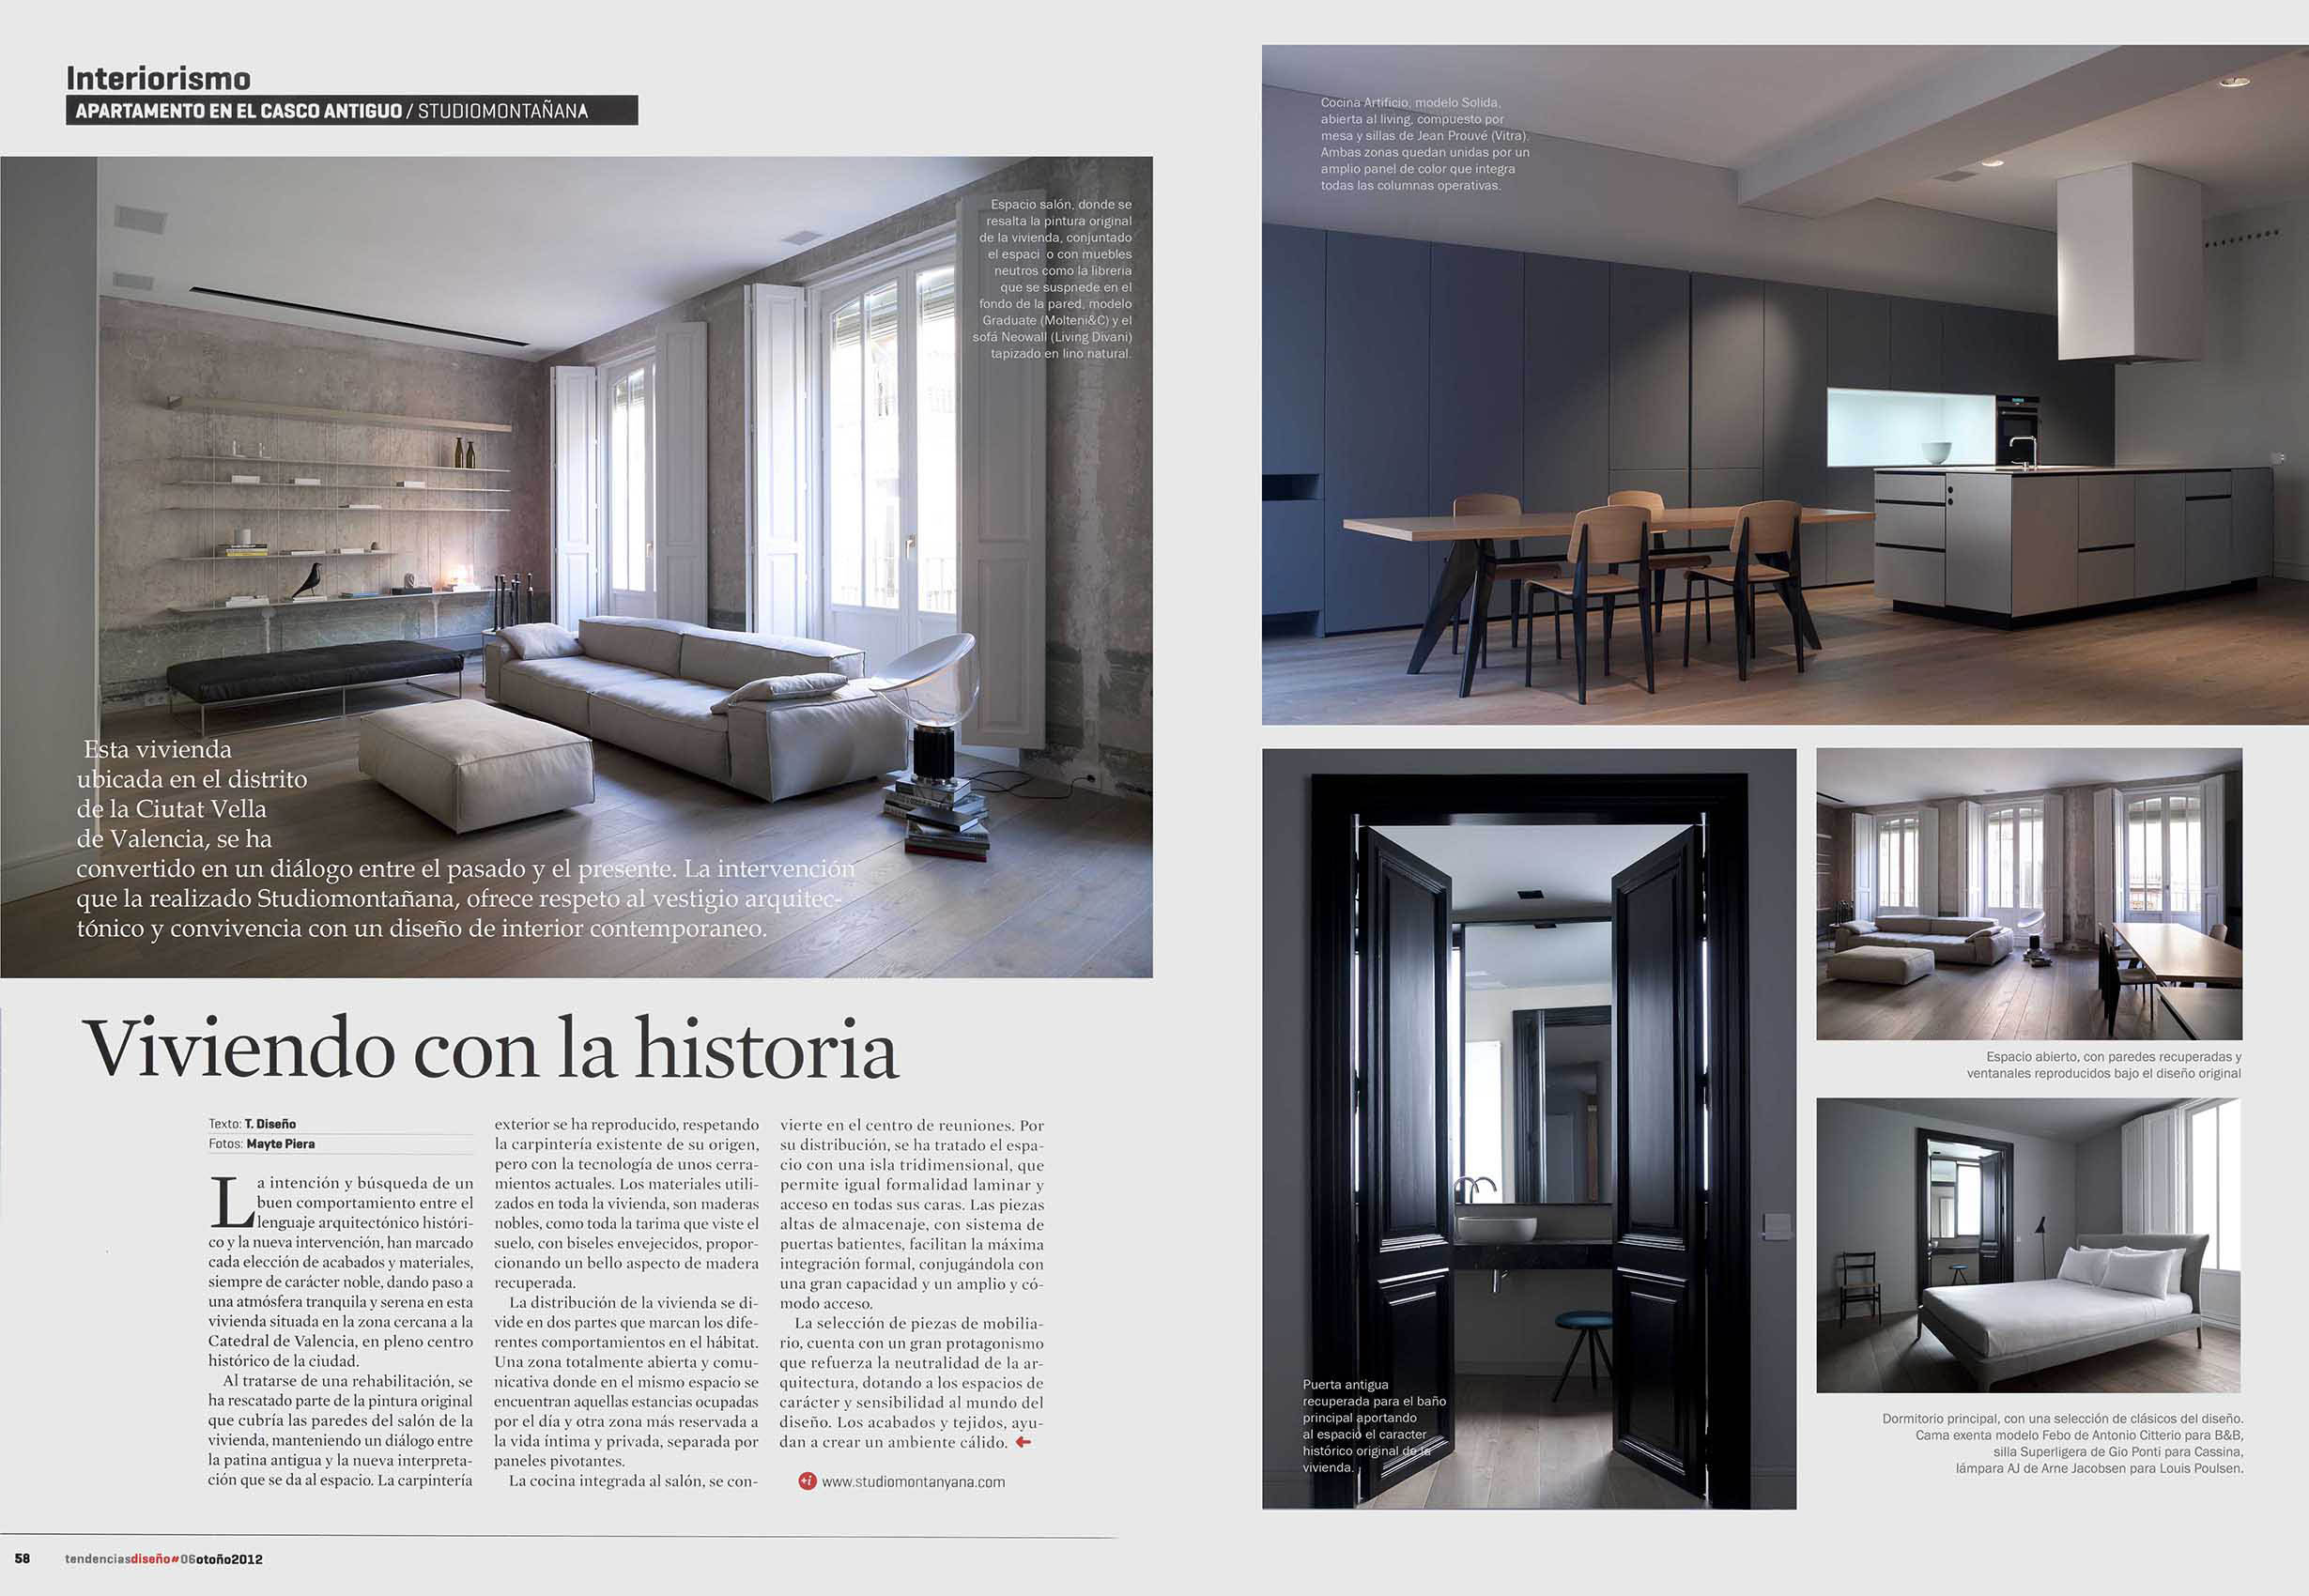 Interiorismo
APARTAMENTO EN EL CASCO ANTIGUO / STUDIOMONTAÑANA
Espacio salón, donde se
resalta la pintura original
de la vivienda, conjuntado
el espaci o con muebles
neutros como la libreria
que se suspnede en el
fondo de la pared, modelo
Graduate (Molteni&C) y el
sofá Neowall (Living Divani)
tapizado en lino natural.
Esta vivienda
ubicada en el distrito
de la Ciutat Vella
de Valencia, se ha
convertido en un diálogo entre el pasado y el presente. La intervención
que la realizado Studiomontañana, ofrece respeto al vestigio arquitec-
tónico y convivencia con un diseño de interior contemporaneo.
Viviendo con la historia
Texto: T. Diseño
Fotos: Mayte Piera
La intención y búsqueda de un
buen comportamiento entre el
lenguaje arquitectónico históri-
co y la nueva intervención, han marcado
cada elección de acabados y materiales,
siempre de carácter noble, dando paso a
una atmósfera tranquila y serena en esta
vivienda situada en la zona cercana a la
Catedral de Valencia, en pleno centro
histórico de la ciudad.
Al tratarse de una rehabilitación, se
ha rescatado parte de la pintura original
que cubría las paredes del salón de la
vivienda, manteniendo un diálogo entre
la patina antigua y la nueva interpreta-
ción que se da al espacio. La carpintería
exterior se ha reproducido, respetando
la carpintería existente de su origen,
pero con la tecnología de unos cerra-
mientos actuales. Los materiales utili-
zados en toda la vivienda, son maderas
nobles, como toda la tarima que viste el
suelo, con biseles envejecidos, propor-
cionando un bello aspecto de madera
recuperada.
La distribución de la vivienda se di-
vide en dos partes que marcan los dife-
rentes comportamientos en el hábitat.
Una zona totalmente abierta y comu-
nicativa donde en el mismo espacio se
encuentran aquellas estancias ocupadas
por el día y otra zona más reservada a
la vida íntima y privada, separada por
paneles pivotantes.
La cocina integrada al salón, se con-
vierte en el centro de reuniones. Por
su distribución, se ha tratado el espa-
cio con una isla tridimensional, que
permite igual formalidad laminar y
acceso en todas sus caras. Las piezas
altas de almacenaje, con sistema de
puertas batientes, facilitan la máxima
integración formal, conjugándola con
una gran capacidad y un amplio y có-
modo acceso.
La selección de piezas de mobilia-
rio, cuenta con un gran protagonismo
que refuerza la neutralidad de la ar-
quitectura, dotando a los espacios de
carácter y sensibilidad al mundo del
diseño. Los acabados y tejidos, ayu-
dan a crear un ambiente cálido.
+i www.studiomontanyana.com
58 tendenciasdiseño#06otoño2012
Cocina Artificio, modelo Solida,
abierta al living, compuesto por
mesa y sillas de Jean Prouvé (Vitra).
Ambas zonas quedan unidas por un
amplio panel de color que integra
todas las columnas operativas.
Puerta antigua
recuperada para el baño
principal aportando
al espació el caracter
histórico original de la
vivienda.
Espacio abierto, con paredes recuperadas y
ventanales reproducidos bajo el diseño original
Dormitorio principal, con una selección de clásicos del diseño.
Cama exenta modelo Febo de Antonio Citterio para B&B,
silla Superligera de Gio Ponti para Cassina,
lámpara AJ de Arne Jacobsen para Louis Poulsen.